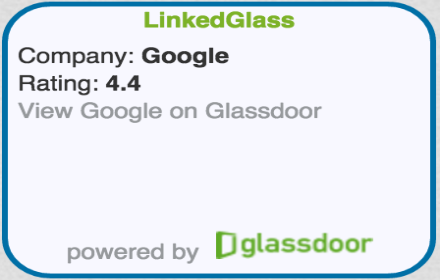 LinkedGlass
Company: Google
Rating: 4.4
View Google on Glassdoor
powered by glassdoor